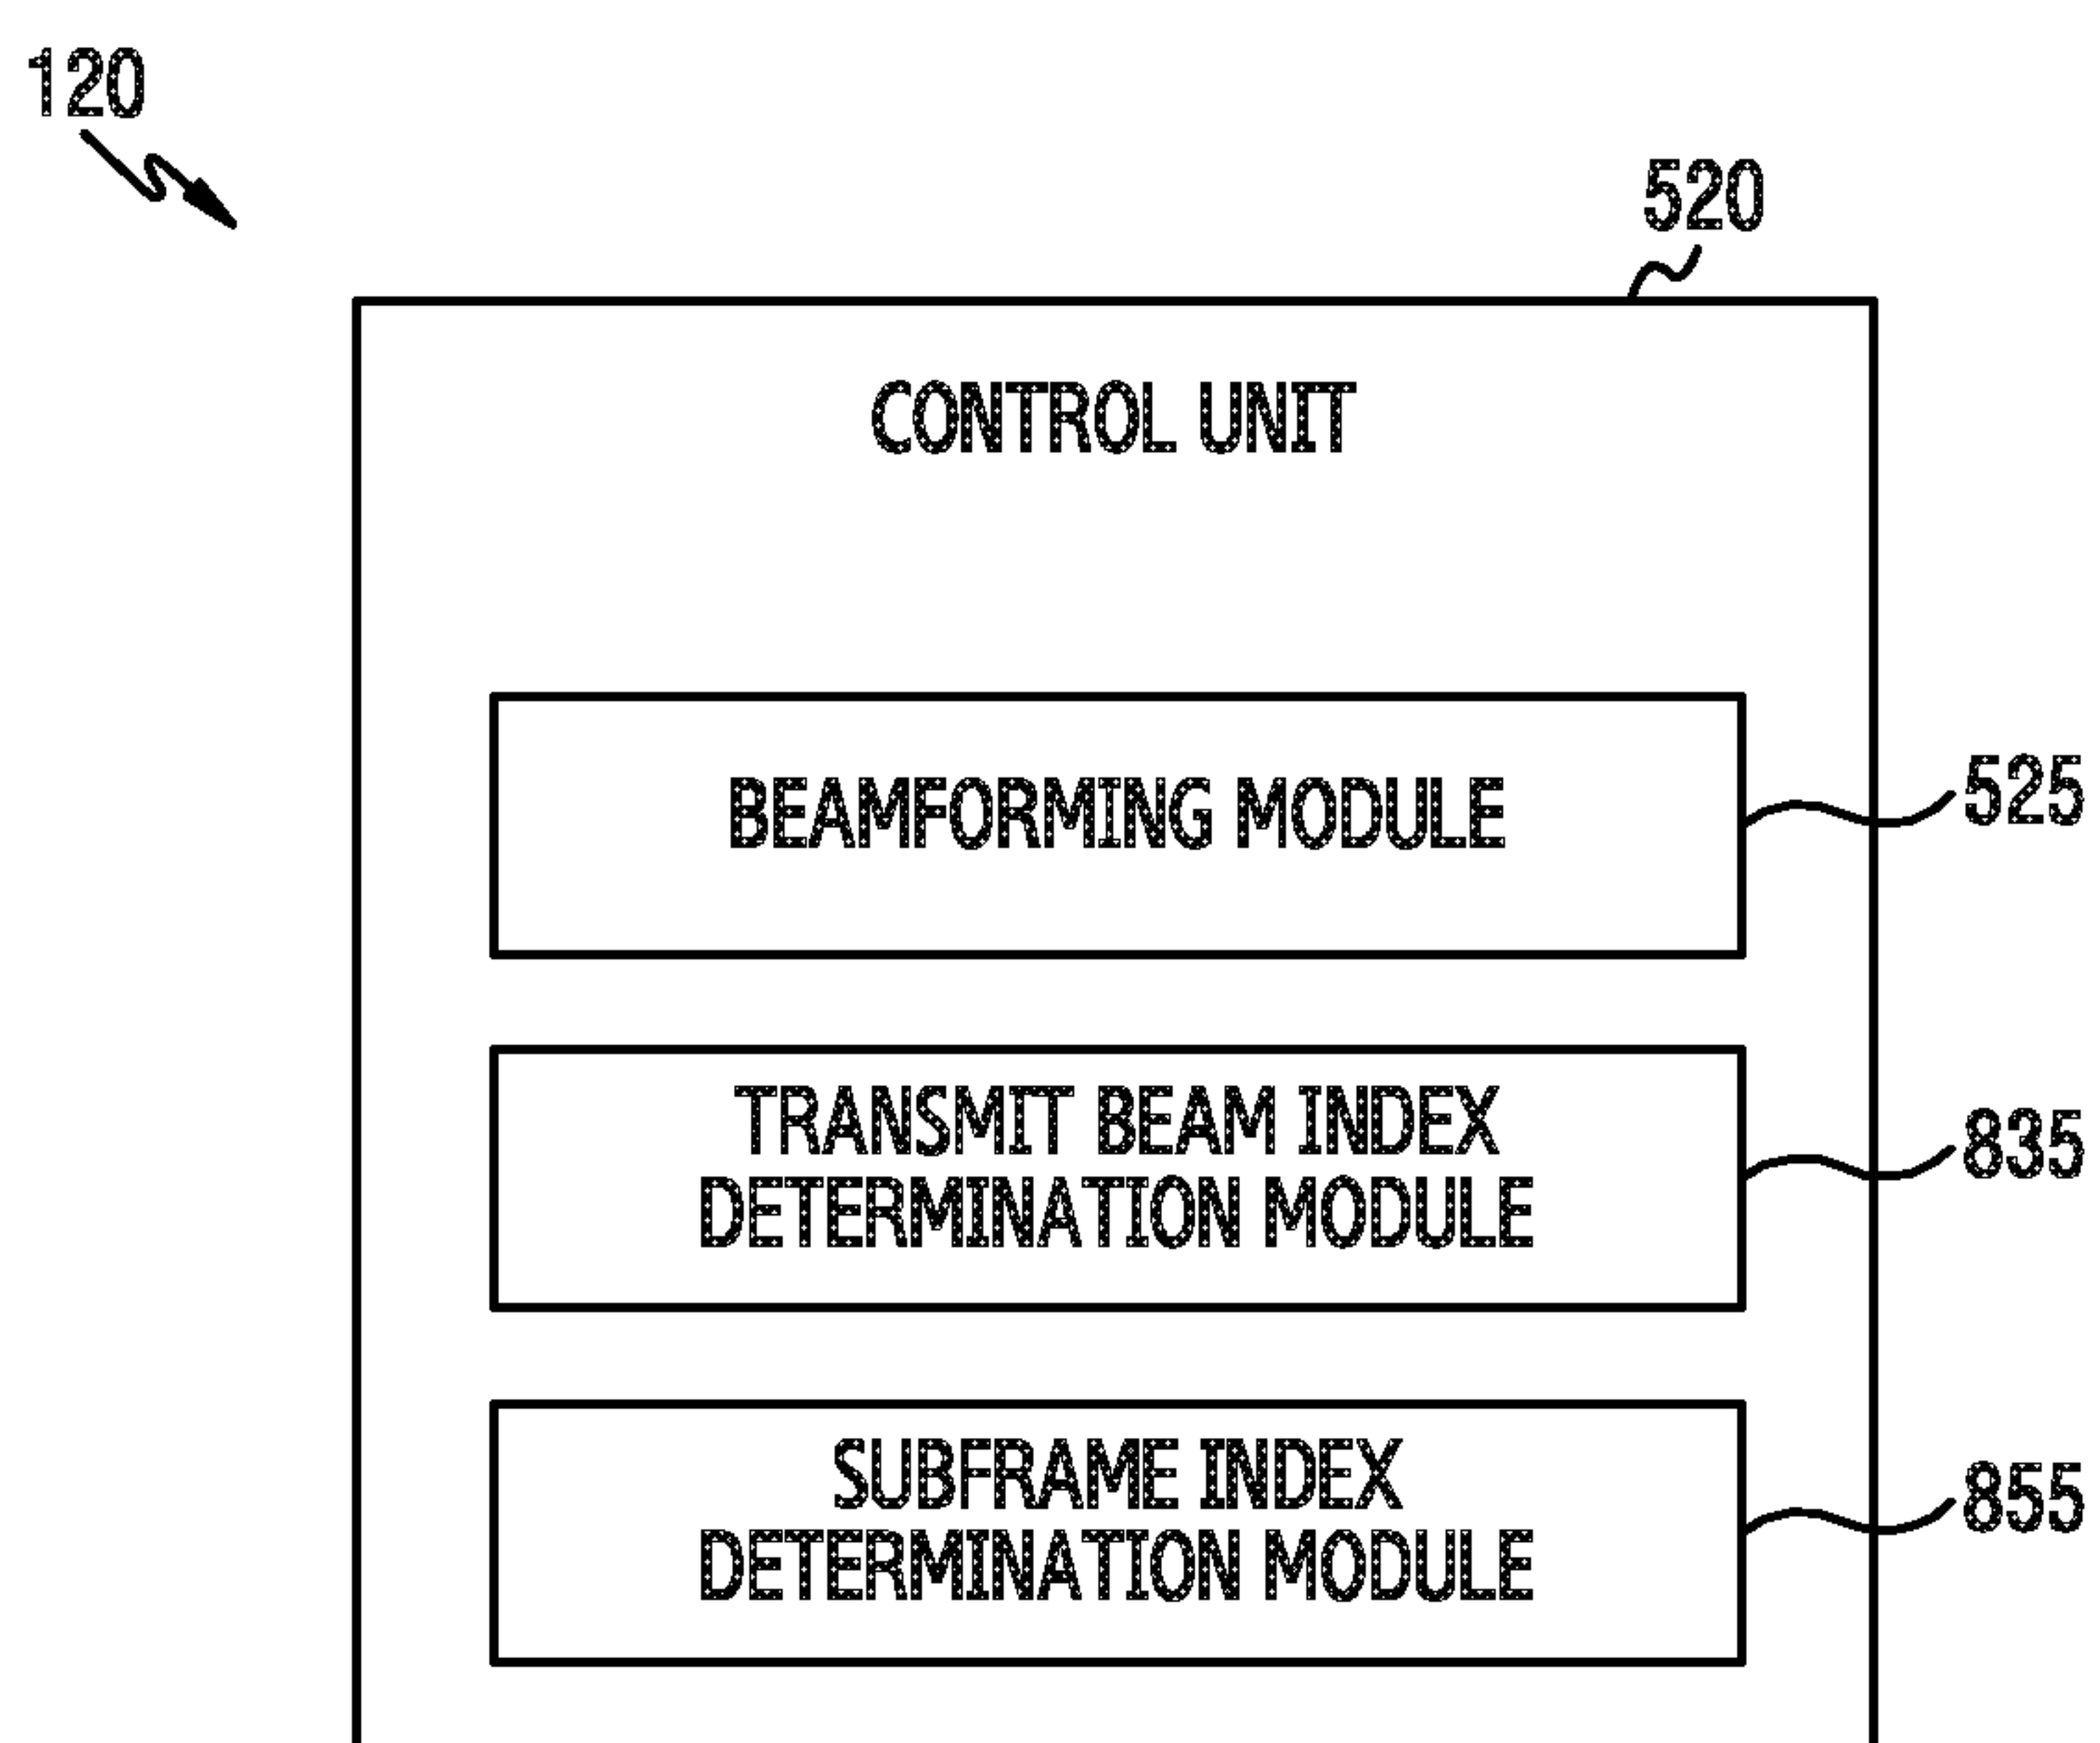 120
520
CONTROL UNIT
BEAMFORMING MODULE
525
TRANSMIT BEAM INDEX
DETERMINATION MODULE
835
SUBFRAME INDEX
DETERMINATION MODULE
855